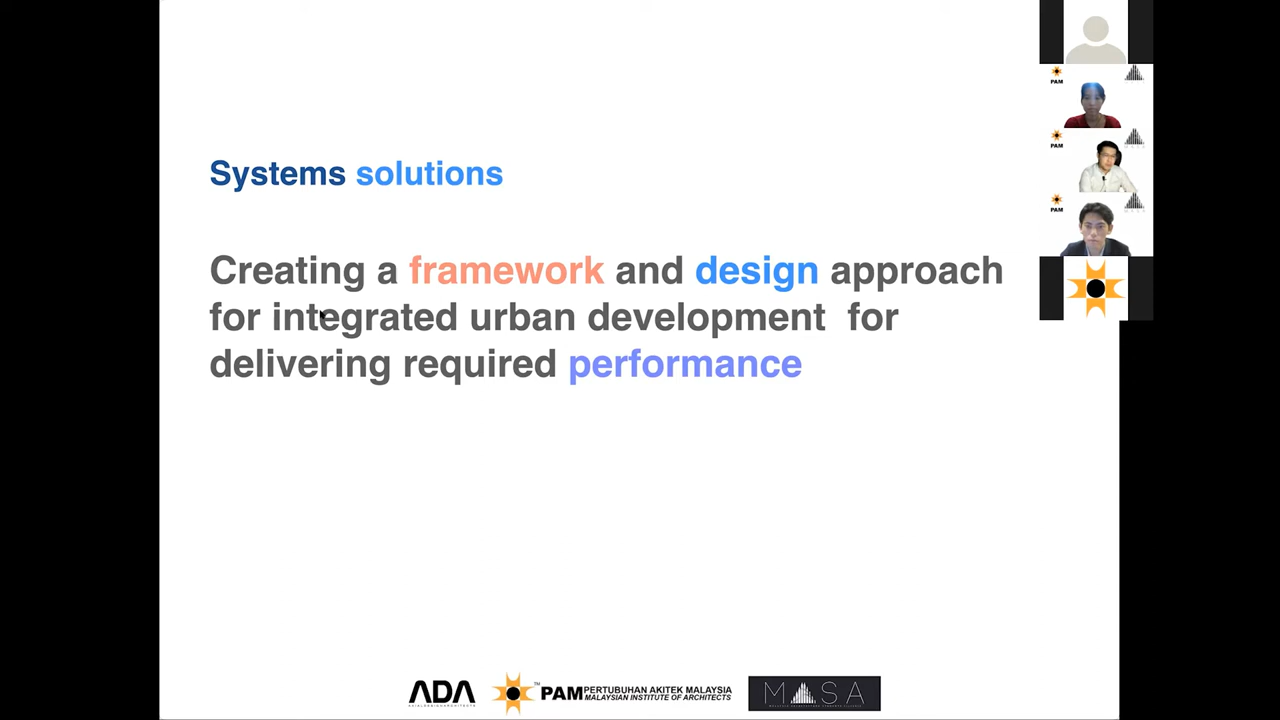 Systems solutions
Creating a framework and design approach
for integrated urban development for
delivering required performance
PAM
PAM
PAM
ADA
PAM PERTUBUHAN AKITEK MALAYSIA
MALAYSIAN INSTITUTE OF ARCHITECTS
TM
MASA